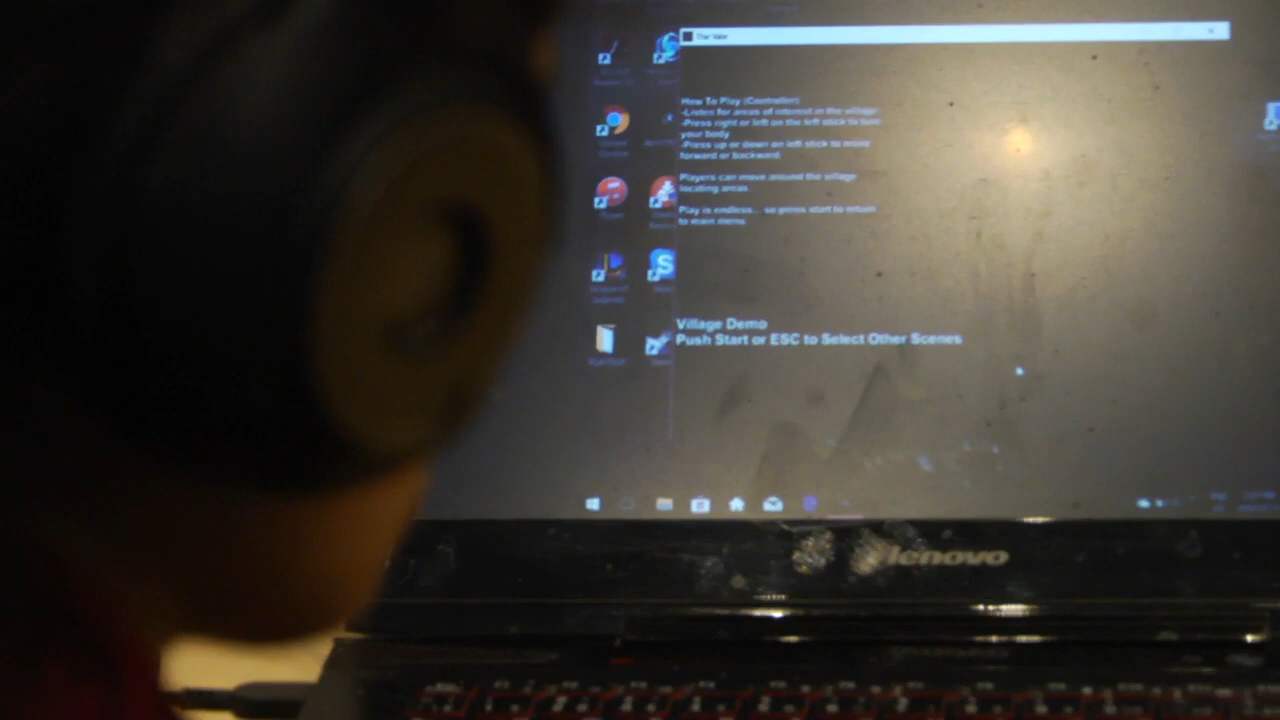 The Vale
How To Play (Controller)
-Listen for areas of interest in the village
-Press right or left on the left stick to turn
your body
-Press up or down on left stick to move
forward or backward
Players can move around the village
locating areas
Play is endless... so press start to return
to main menu
Village Demo
Push Start or ESC to Select Other Scenes
lenovo